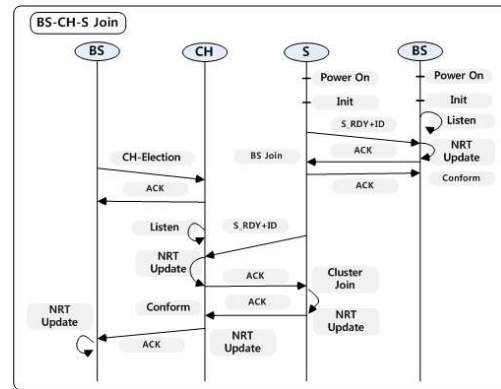 BS-CH-S Join
BS
CH
S
BS
Power On
Power On
Init
Init
Listen
S_RDY+ID
CH-Election
BS Join
ACK
NRT
Update
ACK
ACK
Conform
Listen
S_RDY+ID
NRT
Update
ACK
Cluster
Join
NRT
Update
Conform
ACK
NRT
Update
ACK
NRT
Update